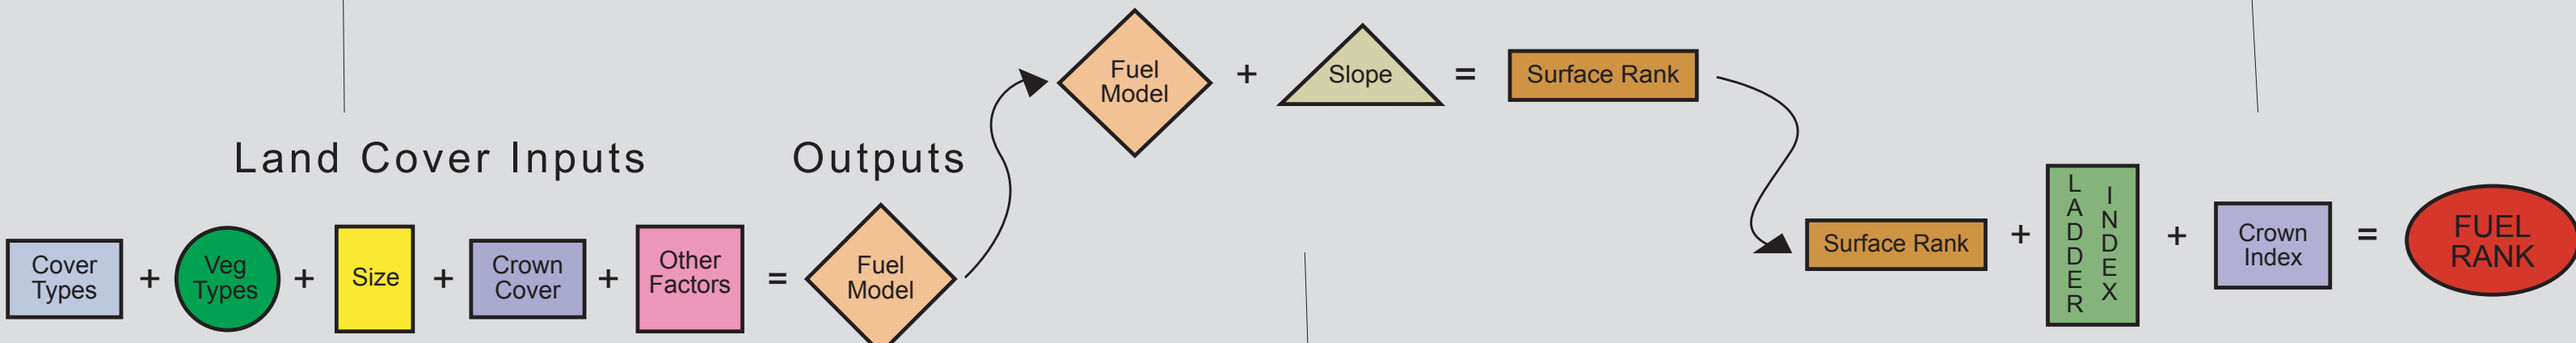 Fuel
Model
+
Slope
=
Surface Rank
Land Cover Inputs
Outputs
Cover
Types
+
Veg
Types
+
Size
+
Crown
Cover
+
Other
Factors
=
Fuel
Model
Surface Rank
+
LADDER
INDEX
+
Crown
Index
=
FUEL
RANK